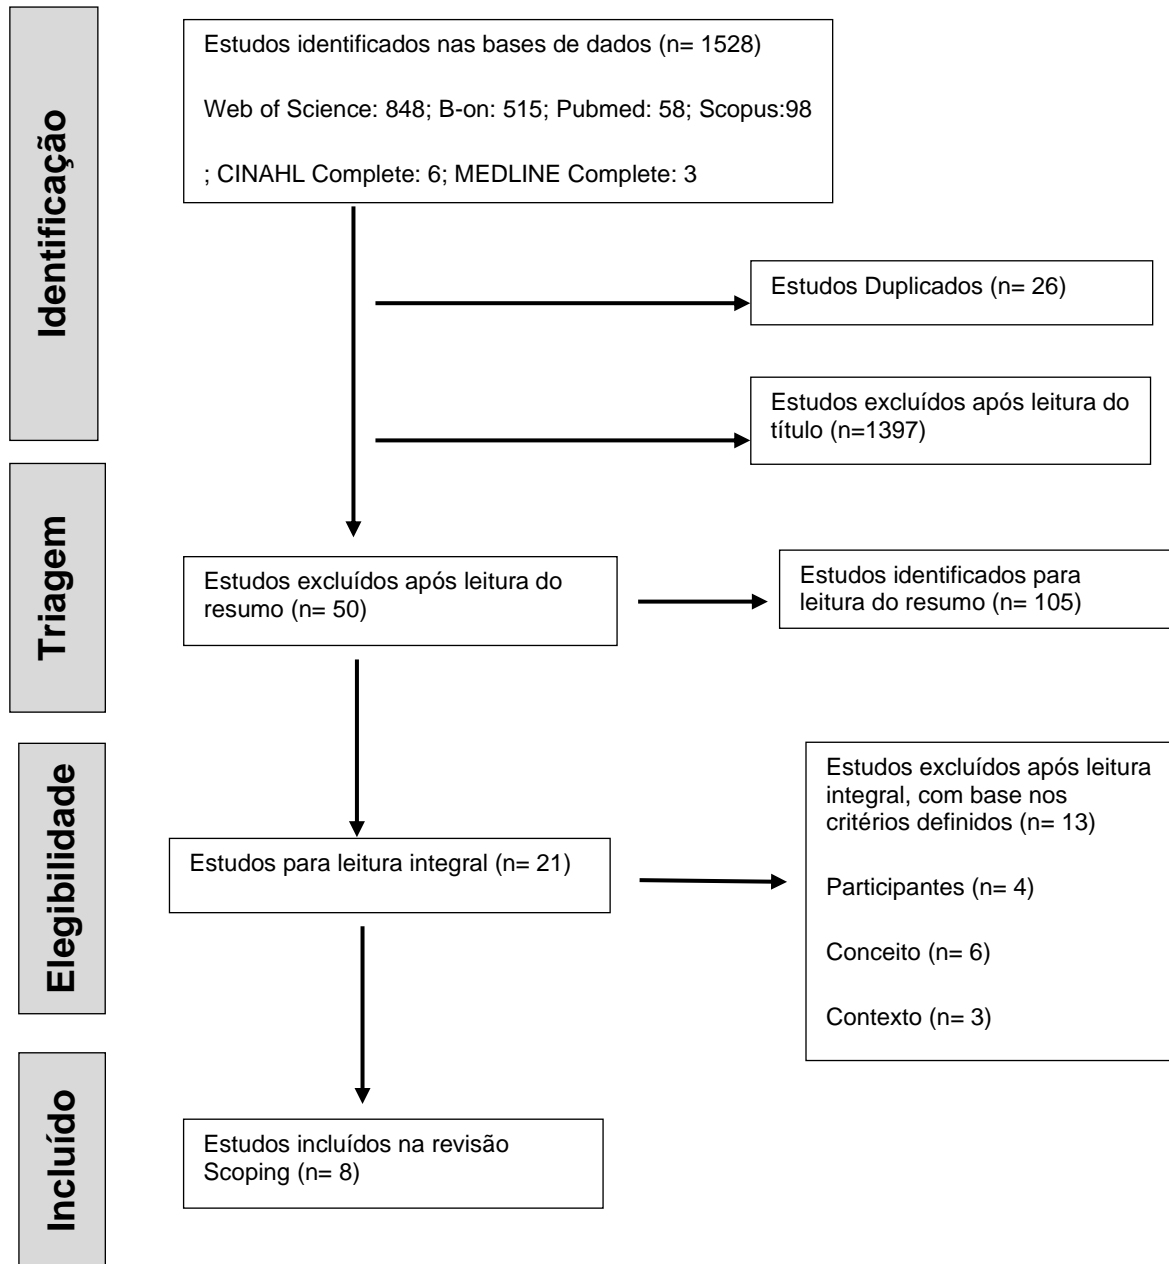 Identificação
Estudos identificados nas bases de dados (n= 1528)
Web of Science: 848; B-on: 515; Pubmed: 58; Scopus:98
; CINAHL Complete: 6; MEDLINE Complete: 3
Estudos Duplicados (n= 26)
Estudos excluídos após leitura do
título (n=1397)
Triagem
Estudos excluídos após leitura do
resumo (n= 50)
Estudos identificados para
leitura do resumo (n= 105)
Elegibilidade
Estudos para leitura integral (n= 21)
Estudos excluídos após leitura
integral, com base nos
critérios definidos (n= 13)
Participantes (n= 4)
Conceito (n= 6)
Contexto (n= 3)
Incluído
Estudos incluídos na revisão
Scoping (n= 8)